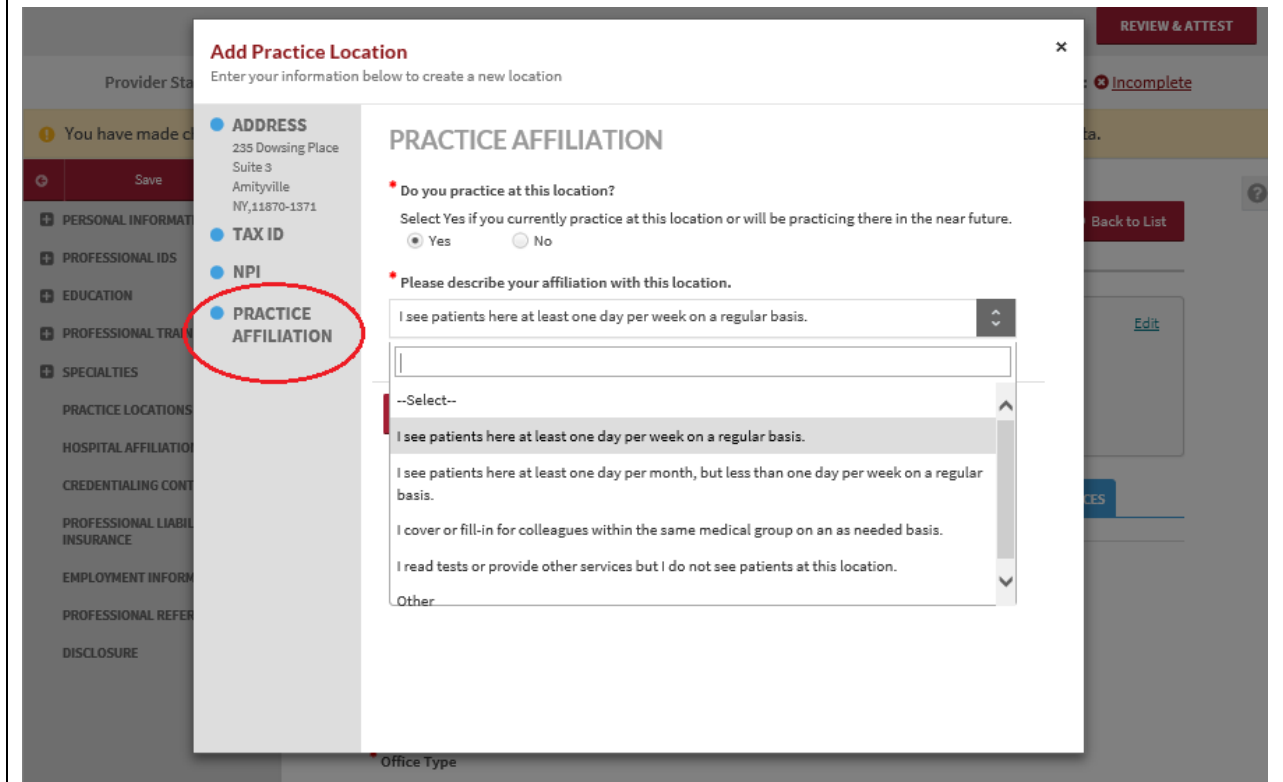 REVIEW & ATTEST
Add Practice Location
×
Enter your information below to create a new location
Provider Sta
: Incomplete
You have made c
ta.
Save
PERSONAL INFORMATI
PROFESSIONAL IDS
EDUCATION
PROFESSIONAL TRAIN
SPECIALTIES
PRACTICE LOCATIONS
HOSPITAL AFFILIATIO
CREDENTIALING CONT
PROFESSIONAL LIABIL
INSURANCE
EMPLOYMENT INFORM
PROFESSIONAL REFER
DISCLOSURE
ADDRESS
235 Dowsing Place
Suite 3
Amityville
NY,11870-1371
TAX ID
NPI
PRACTICE
AFFILIATION
PRACTICE AFFILIATION
* Do you practice at this location?
Select Yes if you currently practice at this location or will be practicing there in the near future.
Yes No
* Please describe your affiliation with this location.
I see patients here at least one day per week on a regular basis.
--Select--
I see patients here at least one day per week on a regular basis.
I see patients here at least one day per month, but less than one day per week on a regular
basis.
I cover or fill-in for colleagues within the same medical group on an as needed basis.
I read tests or provide other services but I do not see patients at this location.
Other
?
Back to List
Edit
CES
* Office Type